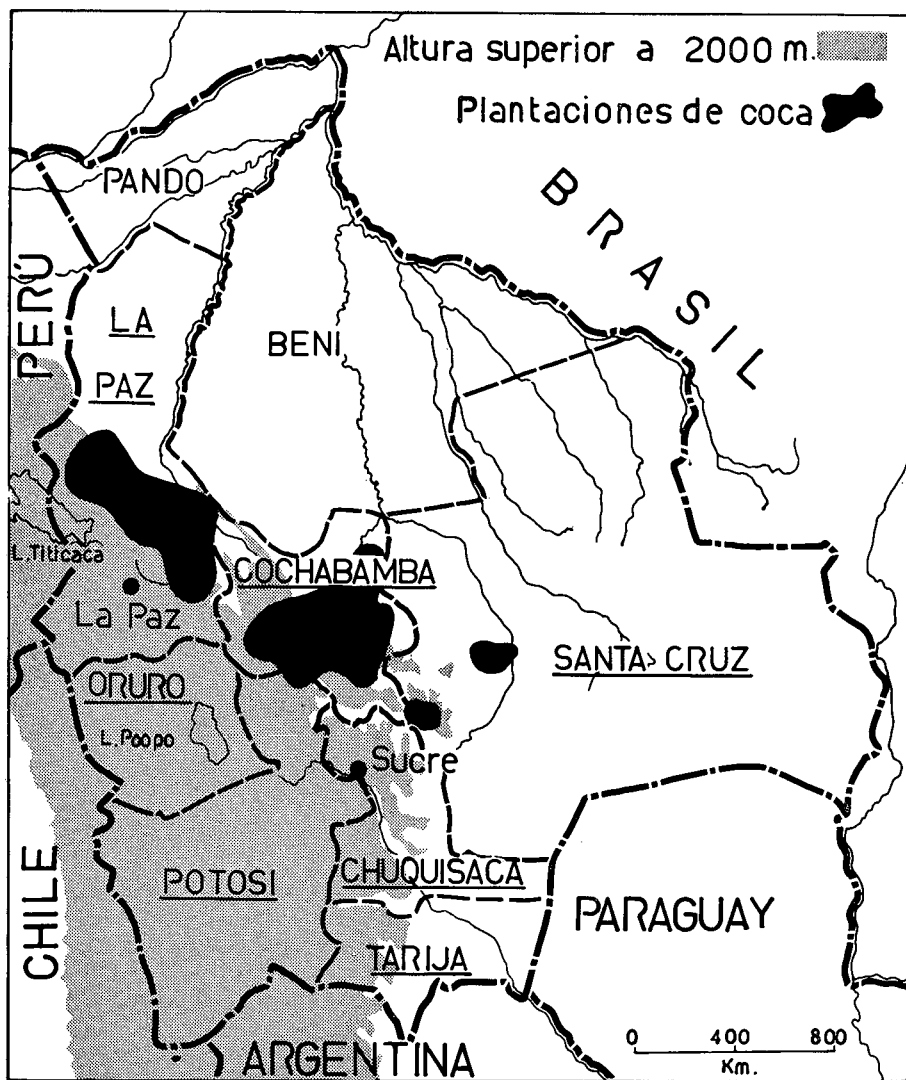 Altura superior a 2000 m.
Plantaciones de coca
BRASIL
PANDO
PERÚ
LA
PAZ
BENI
L. Titicaca
COCHABAMBA
La Paz
SANTA CRUZ
ORURO
L. Poopo
Sucre
CHUQUISACA
POTOSI
PARAGUAY
CHILE
TARIJA
0 400 800
Km.
ARGENTINA